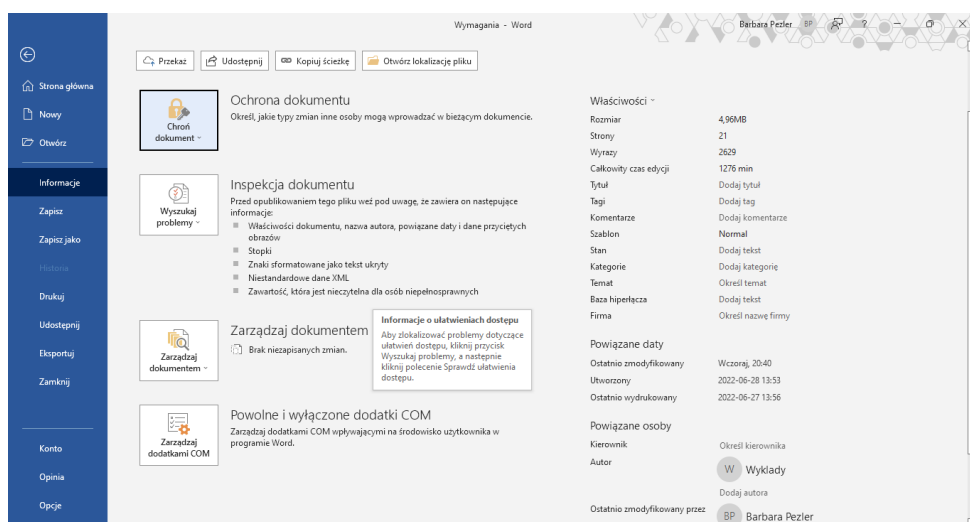 Wymagania - Word
Barbara Pezler BP ?
Strona główna
Nowy
Otwórz
Informacje
Zapisz
Zapisz jako
Historia
Drukuj
Udostępnij
Eksportuj
Zamknij
Konto
Opinia
Opcje
Przekaż Udostępnij Kopiuj ścieżkę Otwórz lokalizację pliku
Chroń
dokument
Ochrona dokumentu
Określ, jakie typy zmian inne osoby mogą wprowadzać w bieżącym dokumencie.
Wyszukaj
problemy
Inspekcja dokumentu
Przed opublikowaniem tego pliku weź pod uwagę, że zawiera on następujące
informacje:
Właściwości dokumentu, nazwa autora, powiązane daty i dane przyciętych
obrazów
Stopki
Znaki sformatowane jako tekst ukryty
Niestandardowe dane XML
Zawartość, która jest nieczytelna dla osób niepełnosprawnych
Zarządzaj
dokumentem
Zarządzaj dokumentem
Brak niezapisanych zmian.
Informacje o ułatwieniach dostępu
Aby zlokalizować problemy dotyczące
ułatwień dostępu, kliknij przycisk
Wyszukaj problemy, a następnie
kliknij polecenie Sprawdź ułatwienia
dostępu.
Zarządzaj
dodatkami COM
Powolne i wyłączone dodatki COM
Zarządzaj dodatkami COM wpływającymi na środowisko użytkownika w
programie Word.
Właściwości
Rozmiar 4,96MB
Strony 21
Wyrazy 2629
Całkowity czas edycji 1276 min
Tytuł Dodaj tytuł
Tagi Dodaj tag
Komentarze Dodaj komentarze
Szablon Normal
Stan Dodaj tekst
Kategorie Dodaj kategorię
Temat Określ temat
Baza hiperłącza Dodaj tekst
Firma Określ nazwę firmy
Powiązane daty
Ostatnio zmodyfikowany Wczoraj, 20:40
Utworzony 2022-06-28 13:53
Ostatnio wydrukowany 2022-06-27 13:56
Powiązane osoby
Kierownik Określ kierownika
Autor W Wyklady
Dodaj autora
Ostatnio zmodyfikowany przez BP Barbara Pezler